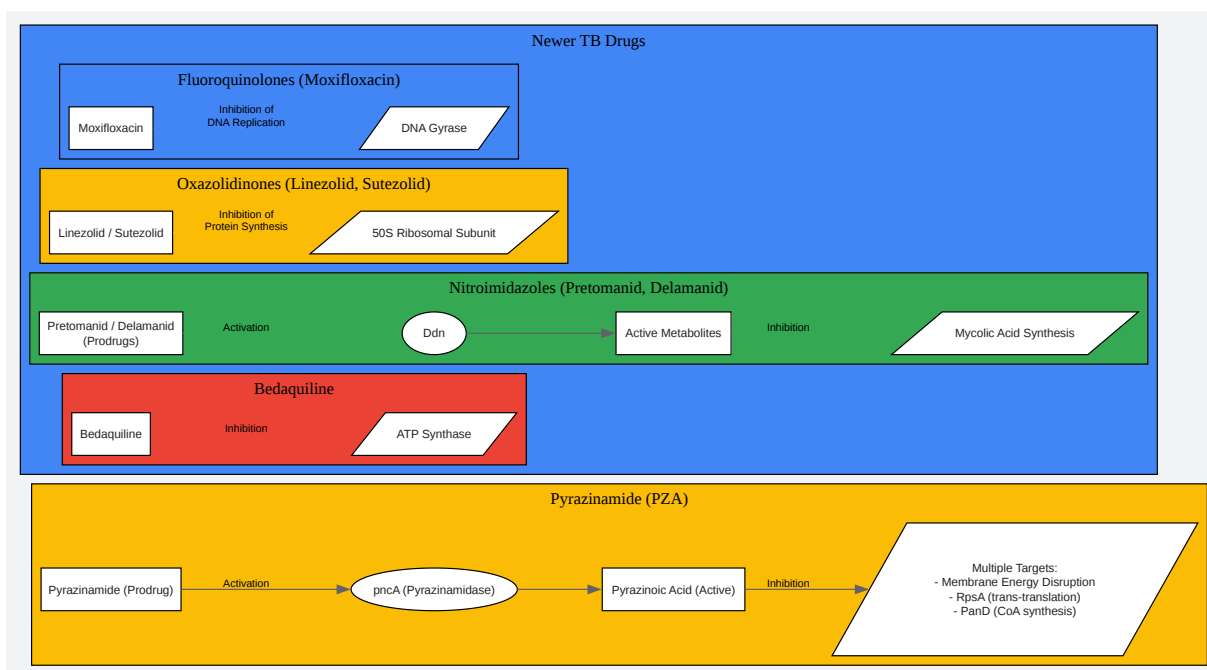 Newer TB Drugs
Fluoroquinolones (Moxifloxacin)
Moxifloxacin
Inhibition of
DNA Replication
DNA Gyrase
Oxazolidinones (Linezolid, Sutezolid)
Linezolid / Sutezolid
Inhibition of
Protein Synthesis
50S Ribosomal Subunit
Nitroimidazoles (Pretomanid, Delamanid)
Pretomanid / Delamanid
(Prodrugs)
Activation
Ddn
Active Metabolites
Inhibition
Mycolic Acid Synthesis
Bedaquiline
Bedaquiline
Inhibition
ATP Synthase
Pyrazinamide (PZA)
Pyrazinamide (Prodrug)
Activation
pncA (Pyrazinamidase)
Pyrazinoic Acid (Active)
Inhibition
Multiple Targets:
- Membrane Energy Disruption
- RpsA (trans-translation)
- PanD (CoA synthesis)